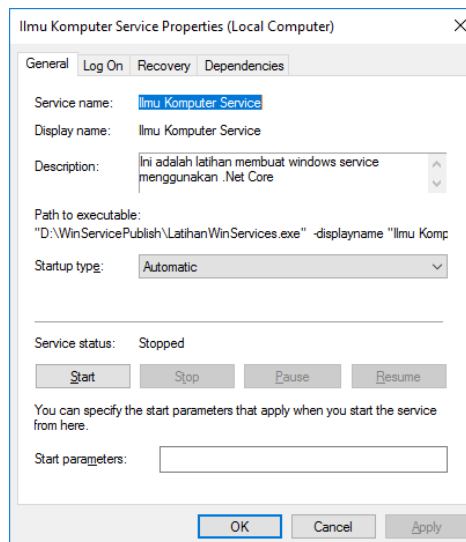 Ilmu Komputer Service Properties (Local Computer)
General Log On Recovery Dependencies
Service name: Ilmu Komputer Service
Display name: Ilmu Komputer Service
Description: Ini adalah latihan membuat windows service
menggunakan .Net Core
Path to executable:
"D:\WinServicePublish\LatihanWinServices.exe" -displayname "Ilmu Komp
Startup type: Automatic
Service status: Stopped
Start Stop Pause Resume
You can specify the start parameters that apply when you start the service
from here.
Start parameters:
OK Cancel Apply